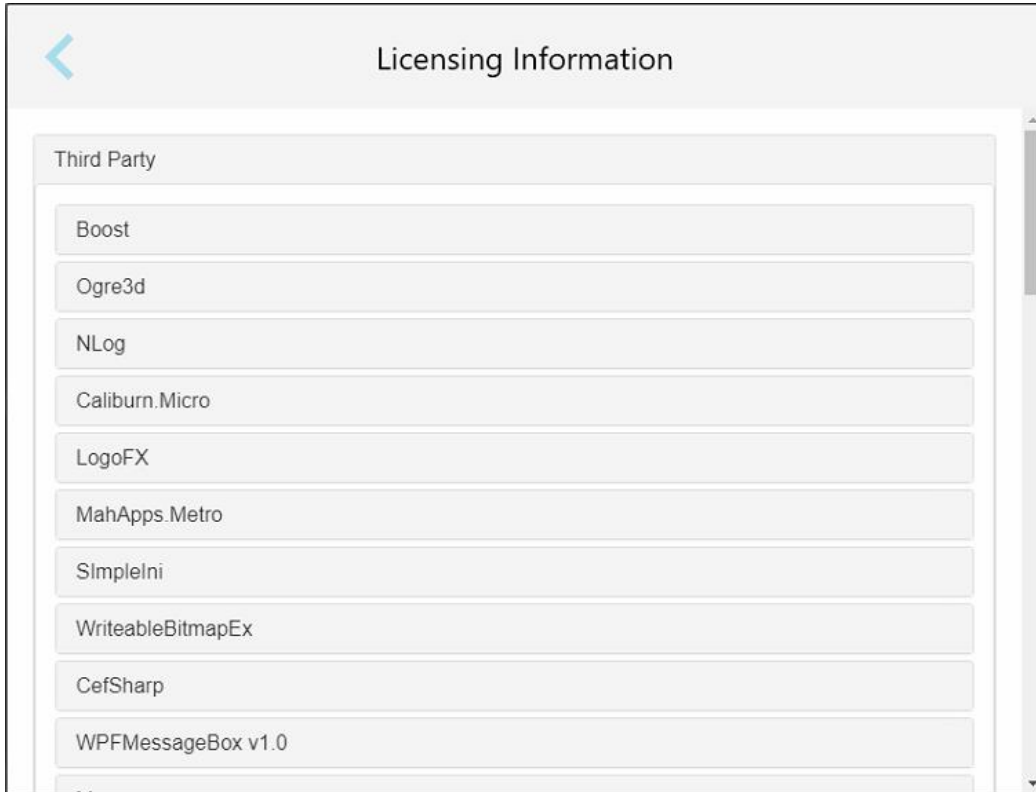 Licensing Information
Third Party
Boost
Ogre3d
NLog
Caliburn.Micro
LogoFX
MahApps.Metro
SImpleIni
WriteableBitmapEx
CefSharp
WPFMessageBox v1.0